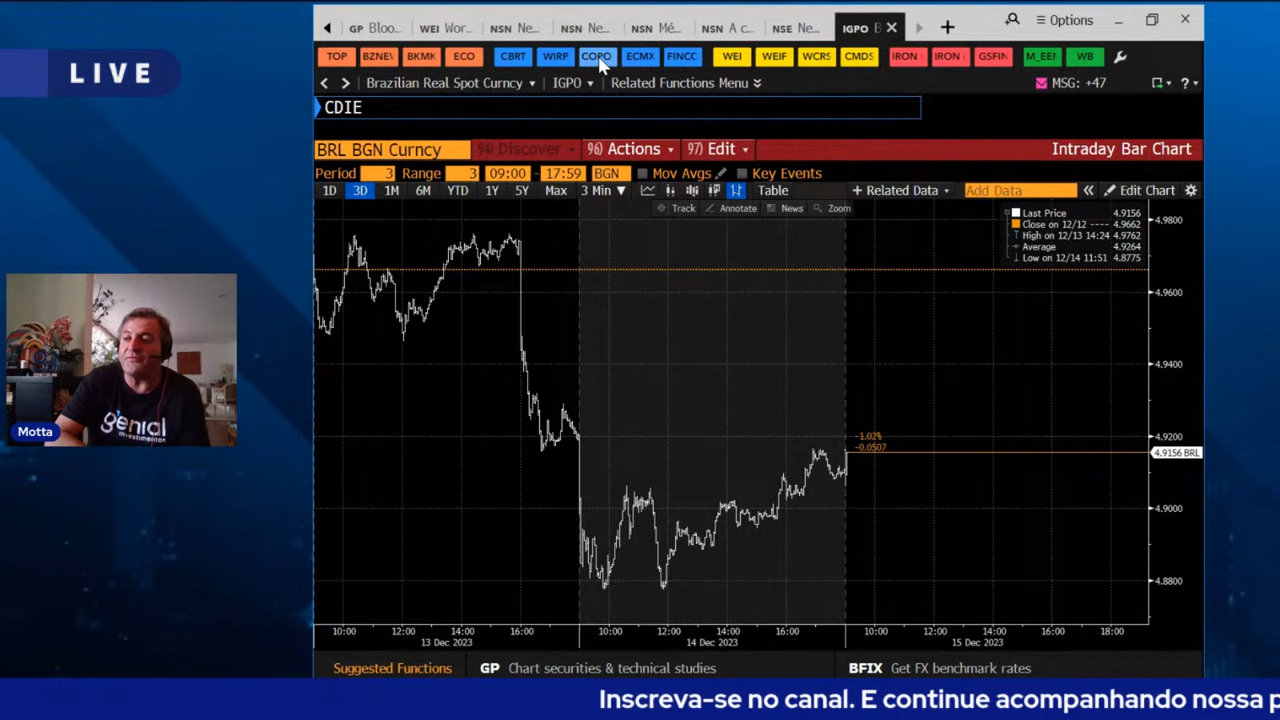 LIVE
GP Bloo...
WEI Wor...
NSN Ne...
NSN Ne...
NSN Mé...
NSN A c...
NSE Ne...
IGPO
Options
TOP
BZNE
BKMK
ECO
CBRT
WIRP
COPO
ECMX
FINCC
WEI
WEIF
WCRS
CMDS
IRON
IRON
GSFIN
M_EEI
WB
Brazilian Real Spot Curncy
IGPO
Related Functions Menu
MSG: +47
?
CDIE
BRL BGN Curncy
94) Discover
96) Actions
97) Edit
Intraday Bar Chart
Period 3 Range 3 09:00 - 17:59 BGN Mov Avgs Key Events
1D 3D 1M 6M YTD 1Y 5Y Max 3 Min Table + Related Data Add Data Edit Chart
Track Annotate News Zoom
Last Price 4.9156
Close on 12/12 ---- 4.9662
High on 12/13 14:24 4.9762
Average 4.9264
Low on 12/14 11:51 4.8775
4.9800
4.9600
4.9400
4.9200
-1.02%
-0.0507
4.9156 BRL
4.9000
4.8800
10:00 12:00 14:00 16:00 10:00 12:00 14:00 16:00 10:00 12:00 14:00 16:00 18:00
13 Dec 2023 14 Dec 2023 15 Dec 2023
genial
investimentos
Motta
Suggested Functions GP Chart securities & technical studies BFIX Get FX benchmark rates
Inscreva-se no canal. E continue acompanhando nossa p